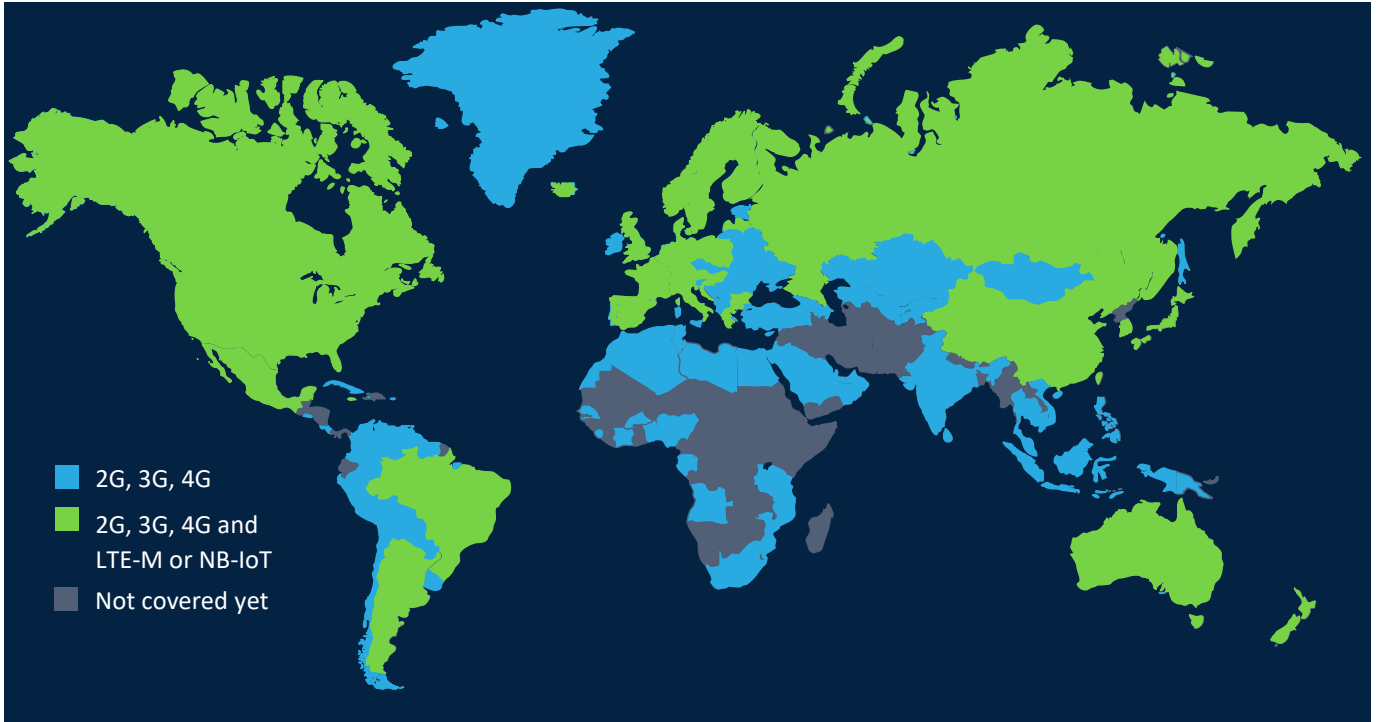 2G, 3G, 4G
2G, 3G, 4G and
LTE-M or NB-IoT
Not covered yet